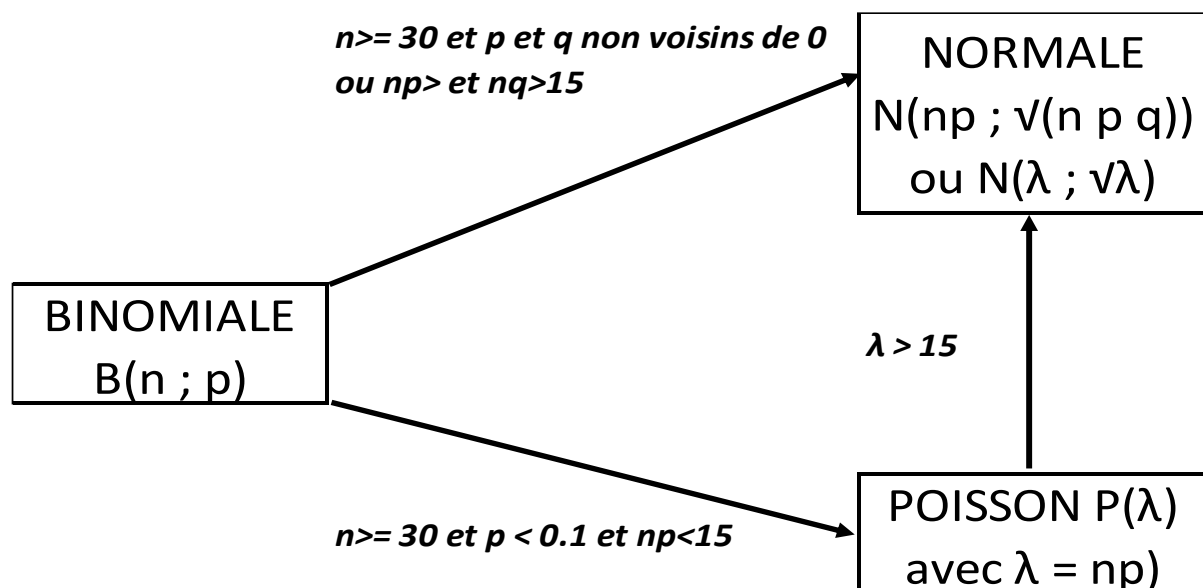 n>= 30 et p et q non voisins de 0
ou np> et nq>15
NORMALE
N(np ; √(n p q))
ou N(λ ; √λ)
BINOMIALE
B(n ; p)
λ > 15
n>= 30 et p < 0.1 et np<15
POISSON P(λ)
avec λ = np)